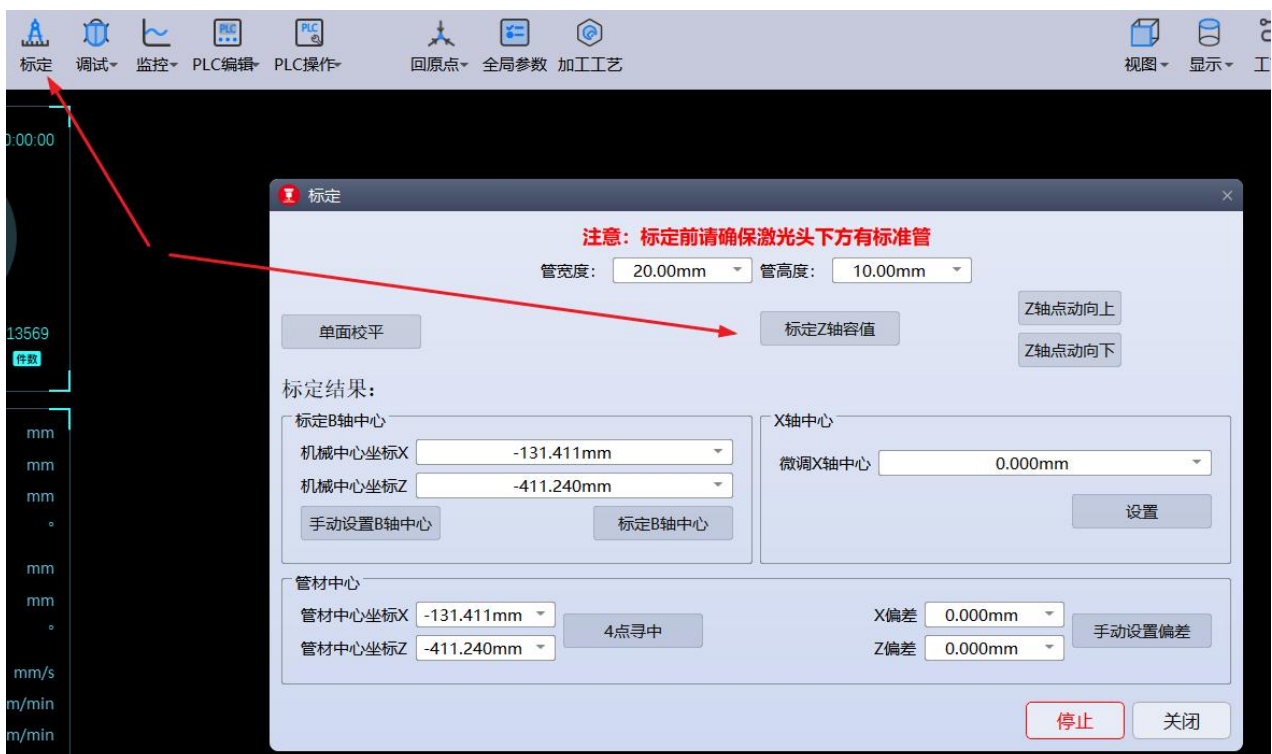 标定 调试 监控 PLC编辑 PLC操作 回原点 全局参数 加工工艺 视图 显示
0:00:00
标定
注意：标定前请确保激光头下方有标准管
管宽度： 20.00mm 管高度： 10.00mm
Z轴点动向上
单面校平 标定Z轴容值
Z轴点动向下
13569
件数
标定结果：
标定B轴中心 X轴中心
mm
机械中心坐标X -131.411mm 微调X轴中心 0.000mm
mm
机械中心坐标Z -411.240mm
mm
手动设置B轴中心 标定B轴中心 设置
°
mm
管材中心
mm
管材中心坐标X -131.411mm 4点寻中 X偏差 0.000mm 手动设置偏差
°
管材中心坐标Z -411.240mm Z偏差 0.000mm
mm/s
m/min
停止 关闭
m/min